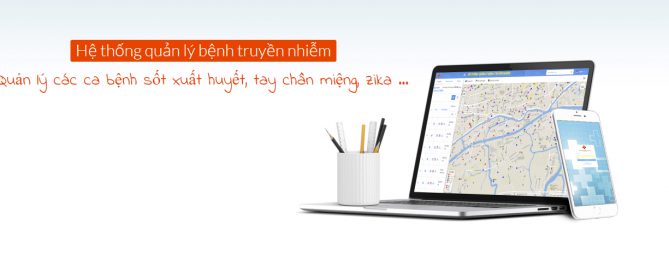 Hệ thống quản lý bệnh truyền nhiễm
Quản lý các ca bệnh sốt xuất huyết, tay chân miệng, zika ...